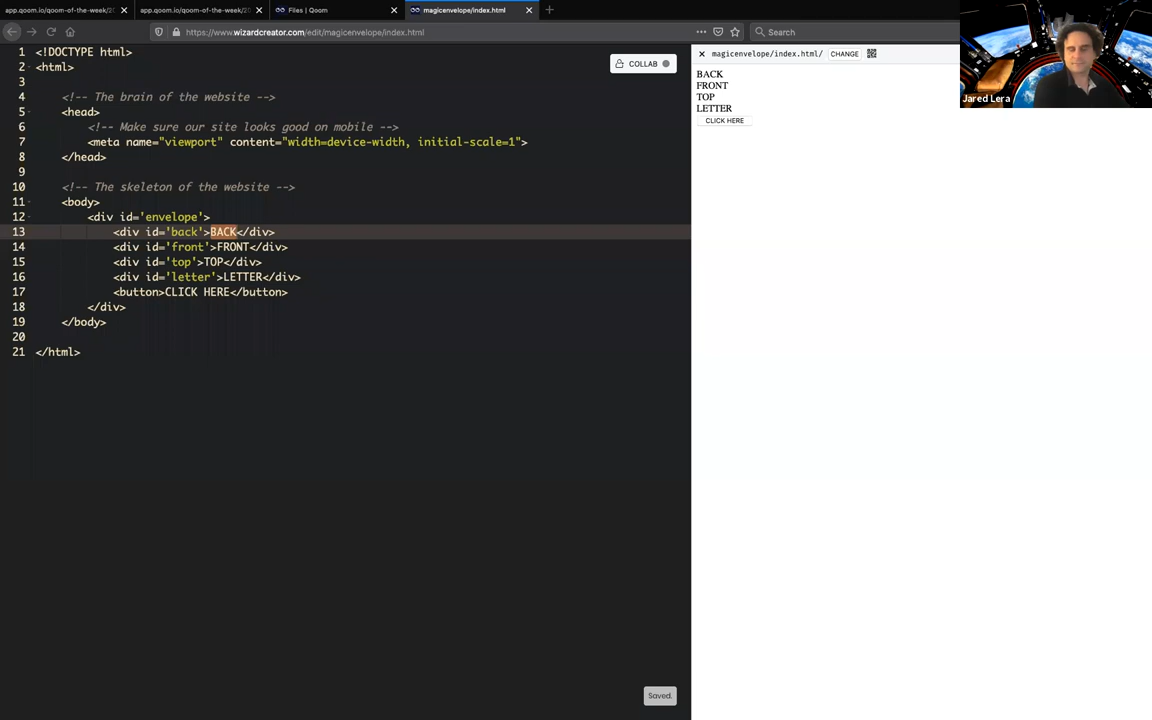 app.qoom.io/qoom-of-the-week/2
app.qoom.io/qoom-of-the-week/20
Files | Qoom
magicenvelope/index.html
https://www.wizardcreator.com/edit/magicenvelope/index.html
Search
1 <!DOCTYPE html>
2 <html>
3
4 <!-- The brain of the website -->
5 <head>
6 <!-- Make sure our site looks good on mobile -->
7 <meta name="viewport" content="width=device-width, initial-scale=1">
8 </head>
9
10 <!-- The skeleton of the website -->
11 <body>
12 <div id='envelope'>
13 <div id='back'>BACK</div>
14 <div id='front'>FRONT</div>
15 <div id='top'>TOP</div>
16 <div id='letter'>LETTER</div>
17 <button>CLICK HERE</button>
18 </div>
19 </body>
20
21 </html>
COLLAB
Saved.
magicenvelope/index.html/ CHANGE
BACK
FRONT
TOP
LETTER
CLICK HERE
Jared Lera